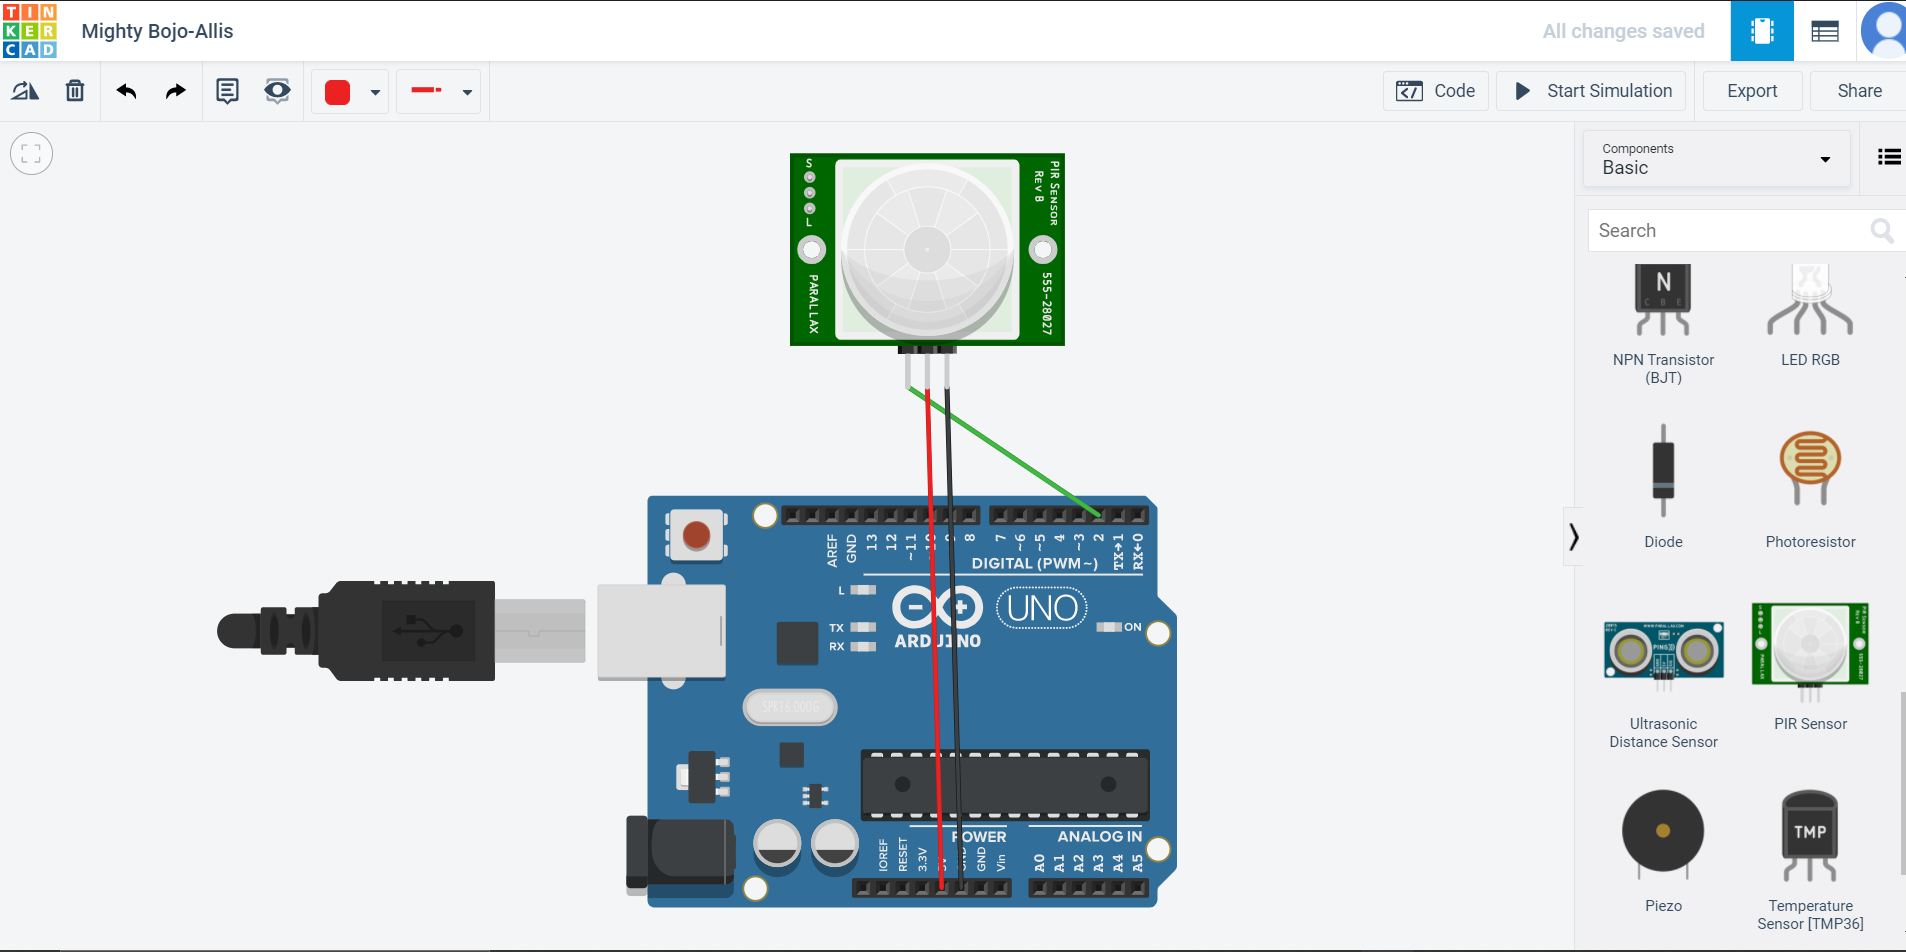 TINKERCAD
Mighty Bojo-Allis
All changes saved
Code
Start Simulation
Export
Share
Components
Basic
Search
N
C B E
NPN Transistor
(BJT)
LED RGB
Diode
Photoresistor
Ultrasonic
Distance Sensor
PIR Sensor
Piezo
TMP
Temperature
Sensor [TMP36]
S
L
PARALLAX
PIR SENSOR
REV B
555-28027
AREF
GND
13
12
~11
10
9
8
7
~6
~5
~4
~3
2
TX→1
RX←0
DIGITAL (PWM~)
L
TX
RX
ARDUINO
UNO
ON
SPK16.000G
POWER
ANALOG IN
IOREF
RESET
3.3V
GND
GND
Vin
A0
A1
A2
A3
A4
A5
PING)))